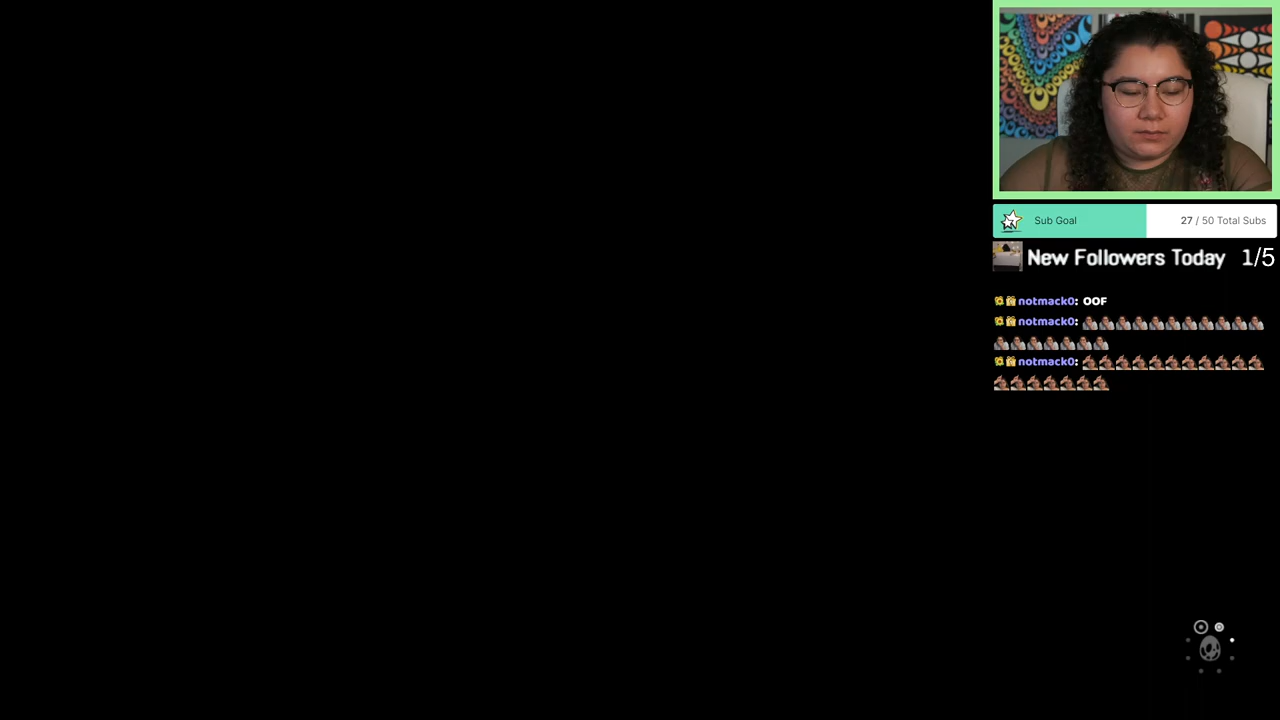 Sub Goal 27 / 50 Total Subs
New Followers Today 1/5
notmack0: OOF
notmack0:
notmack0: